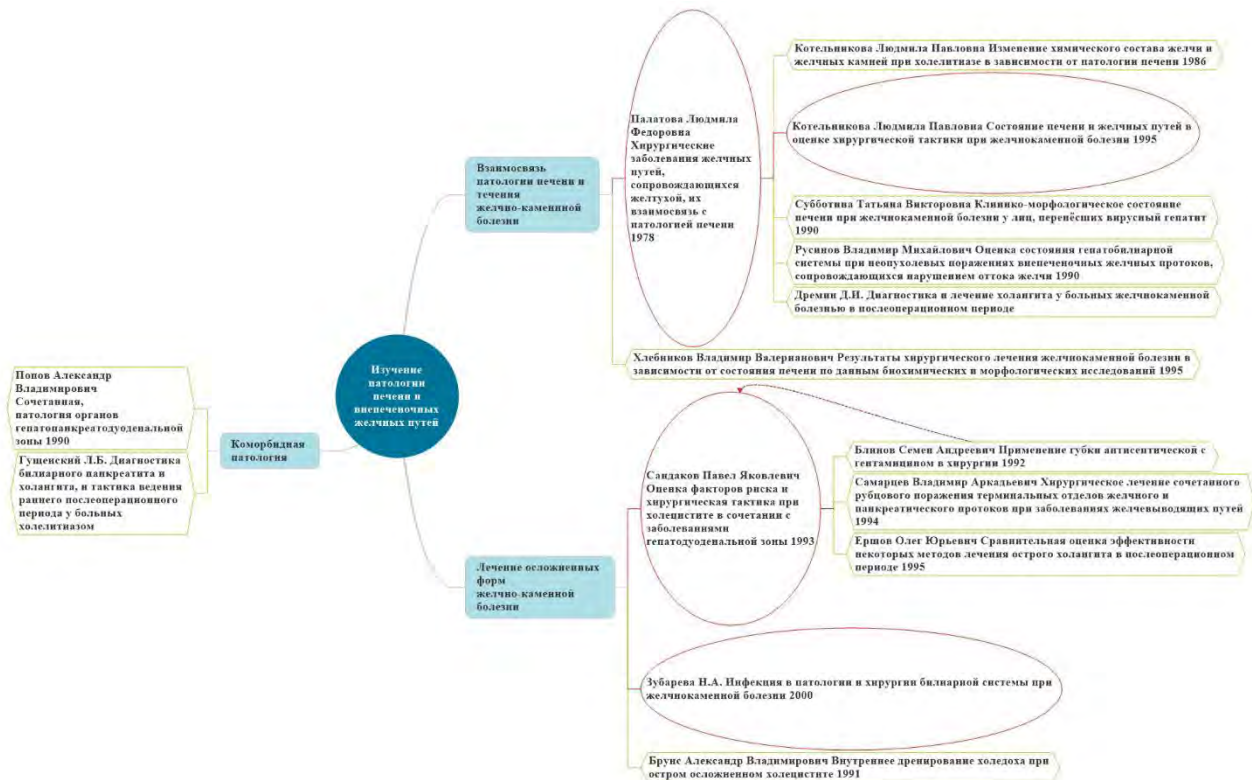 Изучение
патологии
печени и
внепеченочных
желчных путей
Коморбидная
патология
Попов Александр
Владимирович
Сочетанная,
патология органов
гепатопанкреатодуоденальной
зоны 1990
Гущенский Л.Б. Диагностика
билиарного панкреатита и
холангита, и тактика ведения
раннего послеоперационного
периода у больных
холелитиазом
Взаимосвязь
патологии печени и
течения
желчно-каменнной
болезни
Палатова Людмила
Федоровна
Хирургические
заболевания желчных
путей,
сопровождающихся
желтухой, их
взаимосвязь с
патологией печени
1978
Котельникова Людмила Павловна Изменение химического состава желчи и
желчных камней при холелитиазе в зависимости от патологии печени 1986
Котельникова Людмила Павловна Состояние печени и желчных путей в
оценке хирургической тактики при желчнокаменной болезни 1995
Субботина Татьяна Викторовна Клинико-морфологическое состояние
печени при желчнокаменной болезни у лиц, перенёсших вирусный гепатит
1990
Русинов Владимир Михайлович Оценка состояния гепатобилиарной
системы при неопухолевых поражениях внепеченочных желчных протоков,
сопровождающихся нарушением оттока желчи 1990
Дремин Д.И. Диагностика и лечение холангита у больных желчнокаменной
болезнью в послеоперационном периоде
Хлебников Владимир Валерианович Результаты хирургического лечения желчнокаменной болезни в
зависимости от состояния печени по данным биохимических и морфологических исследований 1995
Лечение осложненных
форм
желчно-каменной
болезни
Сандаков Павел Яковлевич
Оценка факторов риска и
хирургическая тактика при
холецистите в сочетании с
заболеваниями
гепатодуоденальной зоны 1993
Блинов Семен Андреевич Применение губки антисептической с
гентамицином в хирургии 1992
Самарцев Владимир Аркадьевич Хирургическое лечение сочетанного
рубцового поражения терминальных отделов желчного и
панкреатического протоков при заболеваниях желчевыводящих путей
1994
Ершов Олег Юрьевич Сравнительная оценка эффективности
некоторых методов лечения острого холангита в послеоперационном
периоде 1995
Зубарева Н.А. Инфекция в патологии и хирургии билиарной системы при
желчнокаменной болезни 2000
Брунс Александр Владимирович Внутреннее дренирование холедоха при
остром осложненном холецистите 1991